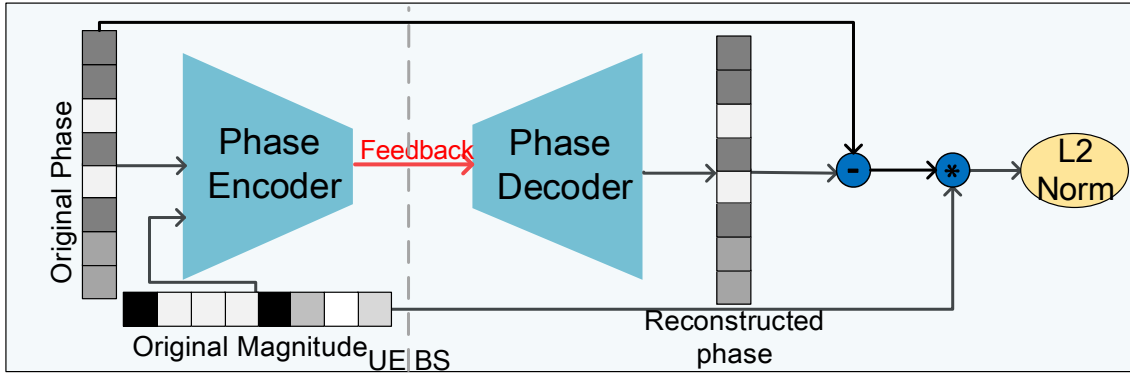 Original Phase
Phase
Encoder
Feedback
Phase
Decoder
-
*
L2
Norm
Original Magnitude
UE BS
Reconstructed
phase